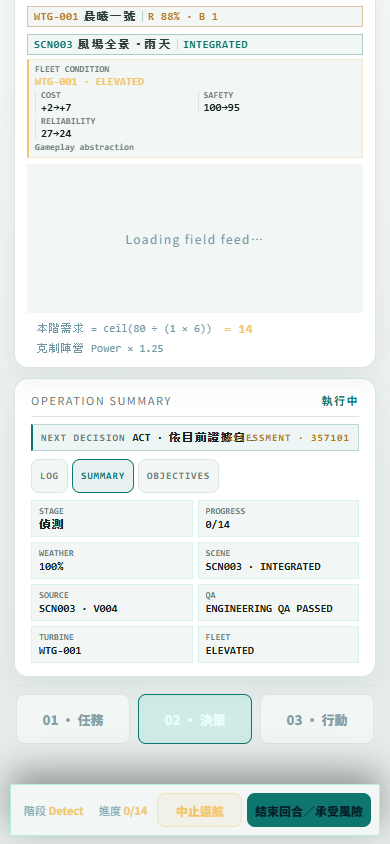 WTG-001 晨曦一號 | R 88% · B 1
SCN003 風場全景・雨天 | INTEGRATED
FLEET CONDITION
WTG-001 · ELEVATED
COST
+2→+7
SAFETY
100→95
RELIABILITY
27→24
Gameplay abstraction
Loading field feed…
本階需求 = ceil(80 ÷ (1 × 6)) = 14
克制陣營 Power × 1.25
OPERATION SUMMARY 執行中
NEXT DECISION ACT · 依目前證據 ESSMENT · 357101
LOG SUMMARY OBJECTIVES
STAGE
偵測
PROGRESS
0/14
WEATHER
100%
SCENE
SCN003 · INTEGRATED
SOURCE
SCN003 · V004
QA
ENGINEERING QA PASSED
TURBINE
WTG-001
FLEET
ELEVATED
01 · 任務 02 · 決策 03 · 行動
階段 Detect 進度 0/14 中止返航 結束回合／承受風險